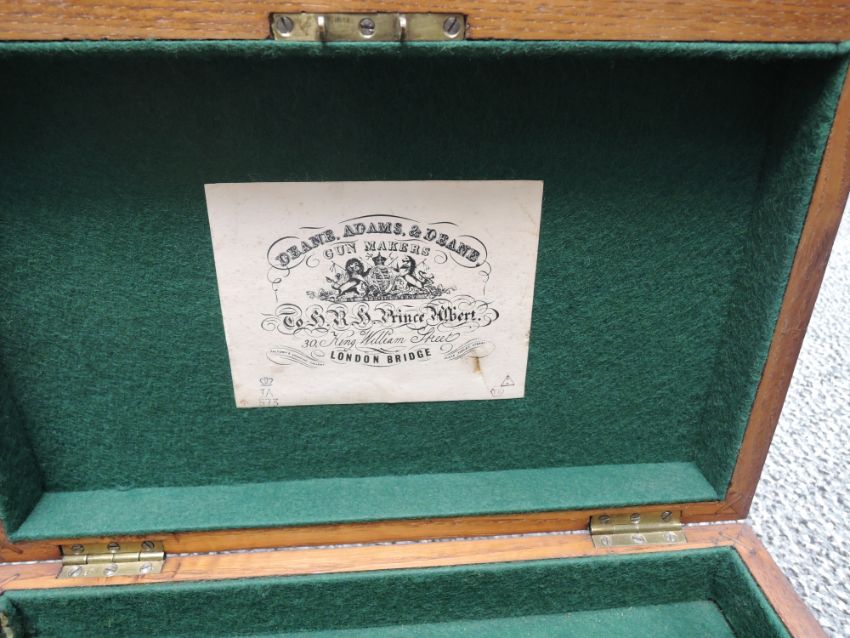 DEANE, ADAMS, & DEANE
GUN MAKERS
To H.R.H. Prince Albert.
30, King William Street
LONDON BRIDGE